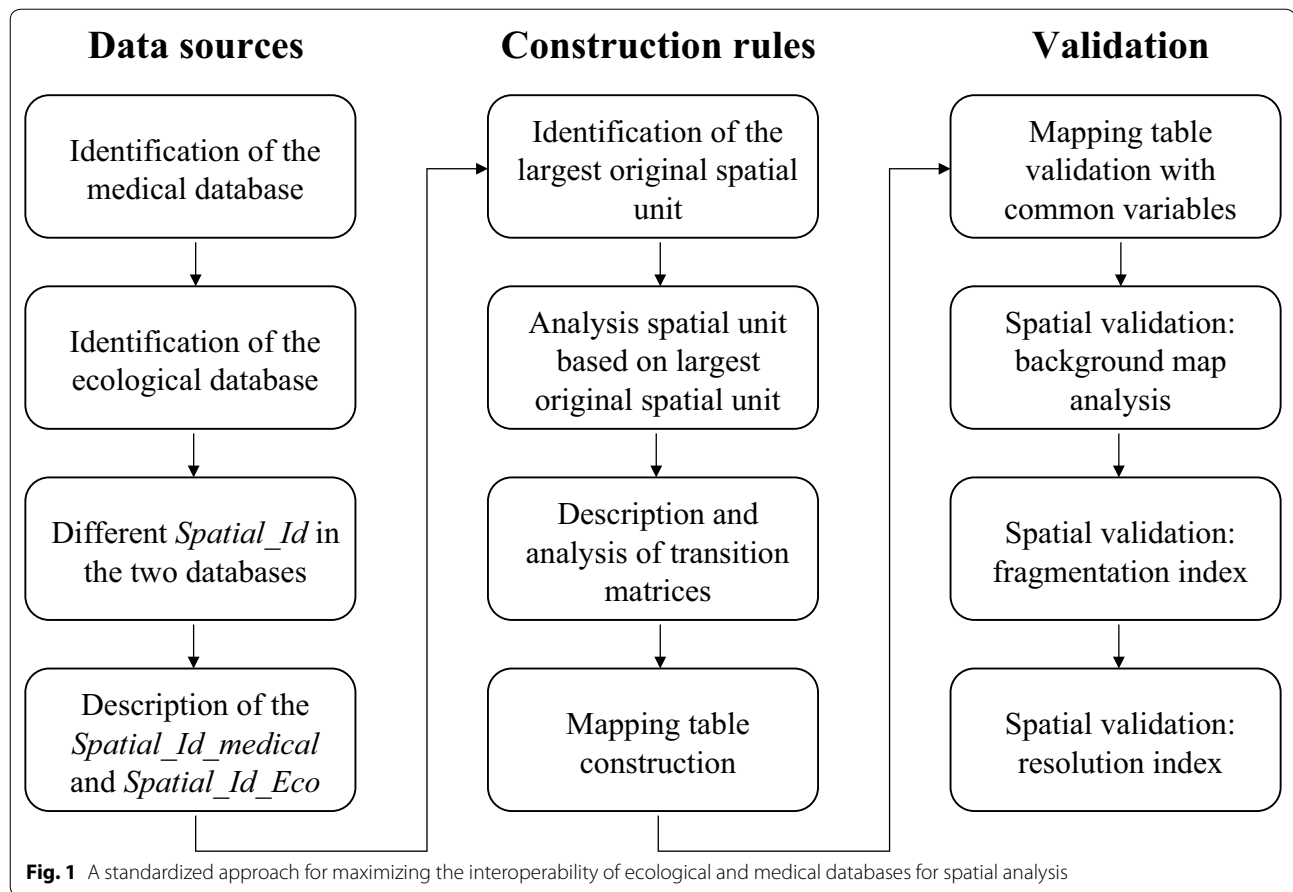 Data sources
Identification of the
medical database
Identification of the
ecological database
Different Spatial_Id in
the two databases
Description of the
Spatial_Id_medical
and Spatial_Id_Eco
Construction rules
Identification of the
largest original spatial
unit
Analysis spatial unit
based on largest
original spatial unit
Description and
analysis of transition
matrices
Mapping table
construction
Validation
Mapping table
validation with
common variables
Spatial validation:
background map
analysis
Spatial validation:
fragmentation index
Spatial validation:
resolution index
Fig. 1 A standardized approach for maximizing the interoperability of ecological and medical databases for spatial analysis